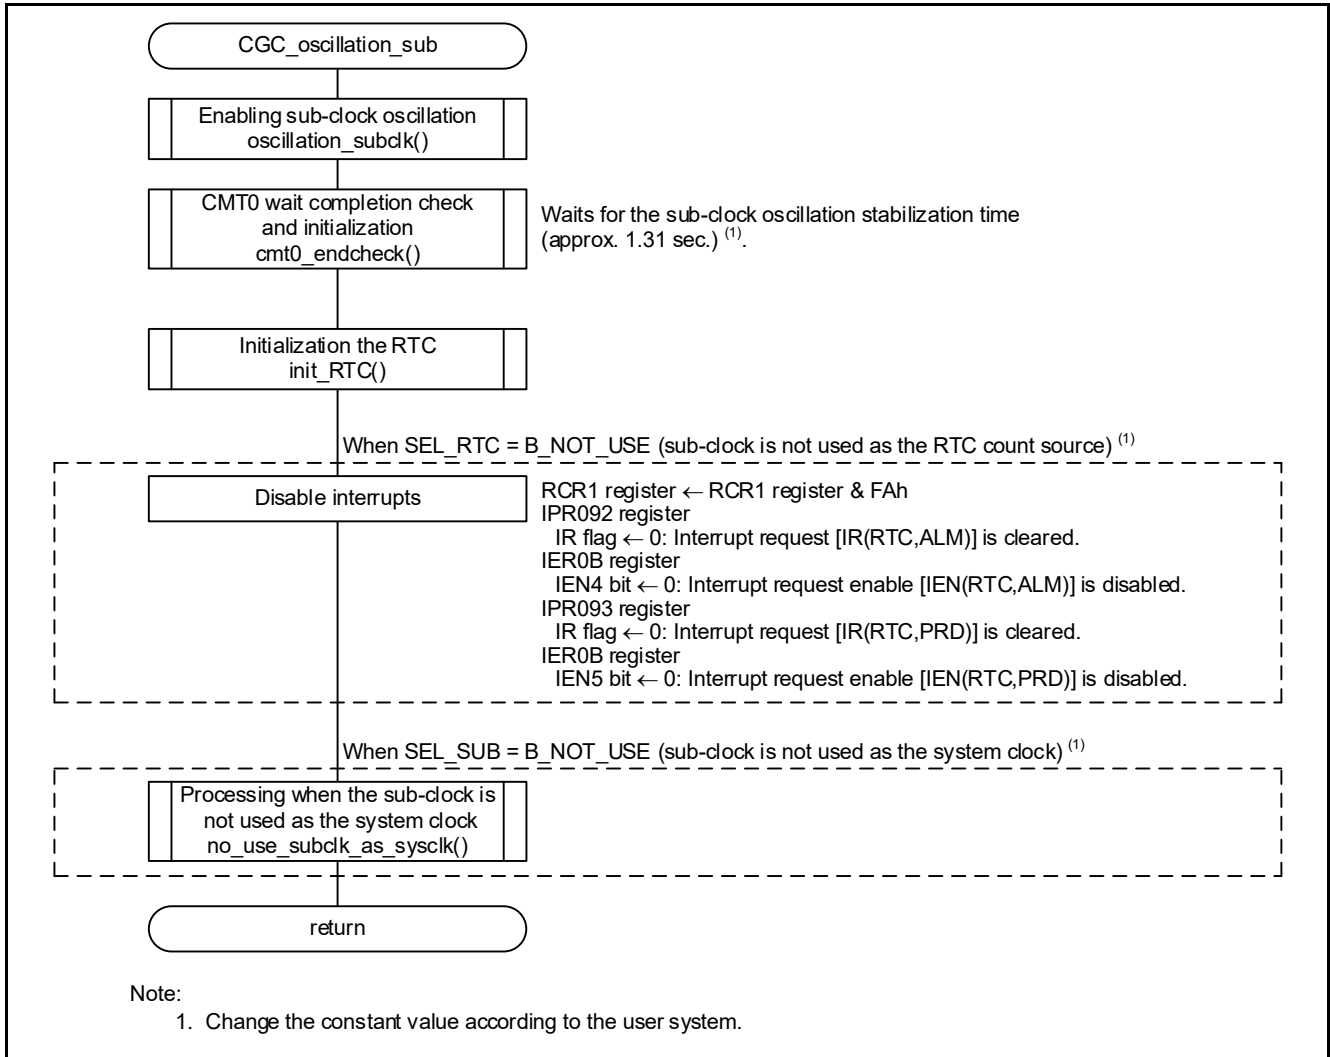 CGC_oscillation_sub
Enabling sub-clock oscillation
oscillation_subclk()
CMT0 wait completion check
and initialization
cmt0_endcheck()
Waits for the sub-clock oscillation stabilization time
(approx. 1.31 sec.) (1).
Initialization the RTC
init_RTC()
When SEL_RTC = B_NOT_USE (sub-clock is not used as the RTC count source) (1)
Disable interrupts
RCR1 register ← RCR1 register & FAh
IPR092 register
IR flag ← 0: Interrupt request [IR(RTC,ALM)] is cleared.
IER0B register
IEN4 bit ← 0: Interrupt request enable [IEN(RTC,ALM)] is disabled.
IPR093 register
IR flag ← 0: Interrupt request [IR(RTC,PRD)] is cleared.
IER0B register
IEN5 bit ← 0: Interrupt request enable [IEN(RTC,PRD)] is disabled.
When SEL_SUB = B_NOT_USE (sub-clock is not used as the system clock) (1)
Processing when the sub-clock is
not used as the system clock
no_use_subclk_as_sysclk()
return
Note:
1. Change the constant value according to the user system.